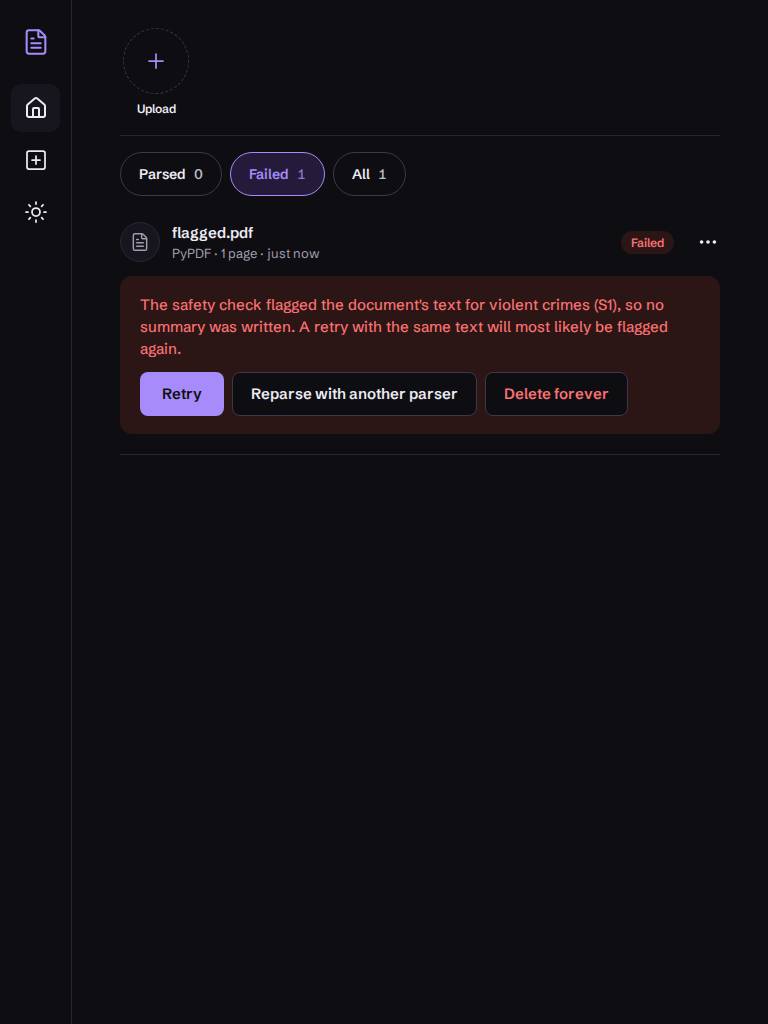 Upload
Parsed 0
Failed 1
All 1
flagged.pdf
PyPDF · 1 page · just now
Failed
The safety check flagged the document's text for violent crimes (S1), so no
summary was written. A retry with the same text will most likely be flagged
again.
Retry
Reparse with another parser
Delete forever